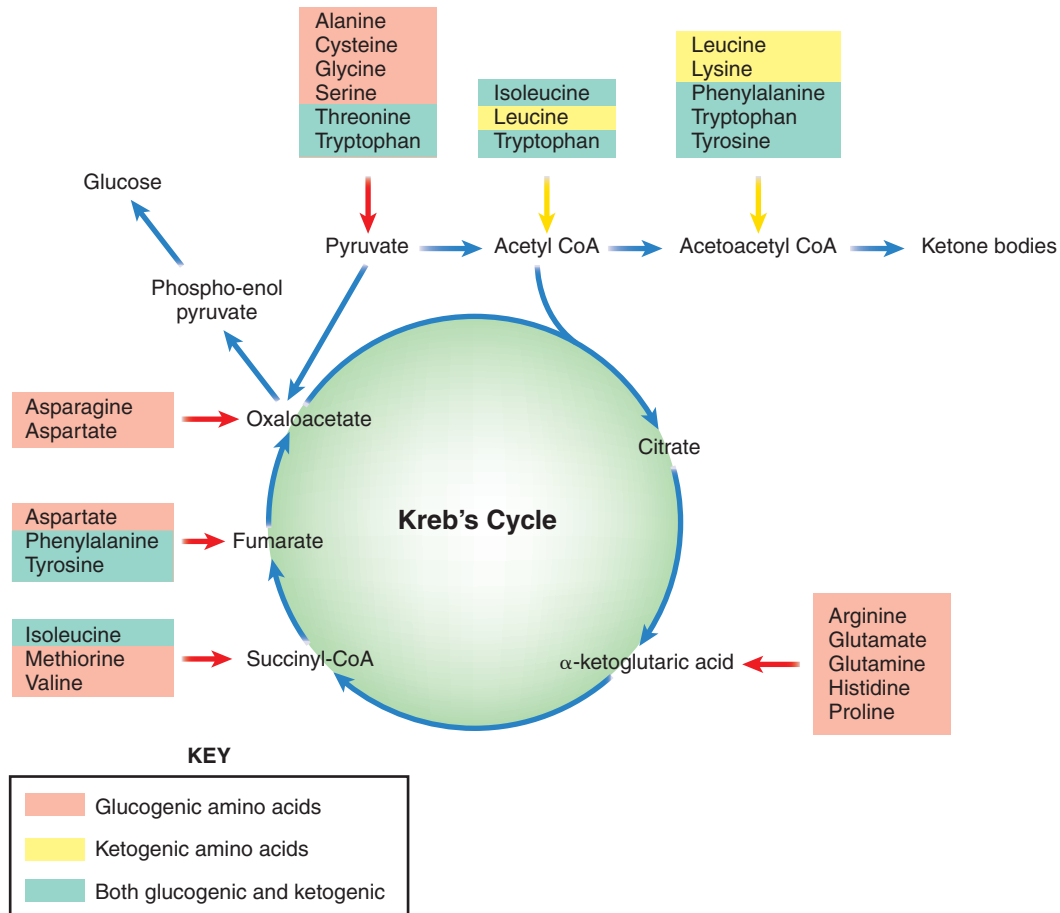 Alanine
Cysteine
Glycine
Serine
Threonine
Tryptophan
Isoleucine
Leucine
Tryptophan
Leucine
Lysine
Phenylalanine
Tryptophan
Tyrosine
Glucose
Pyruvate
Acetyl CoA
Acetoacetyl CoA
Ketone bodies
Phospho-enol
pyruvate
Asparagine
Aspartate
Oxaloacetate
Citrate
Kreb's Cycle
Aspartate
Phenylalanine
Tyrosine
Fumarate
Isoleucine
Methiorine
Valine
Succinyl-CoA
α-ketoglutaric acid
Arginine
Glutamate
Glutamine
Histidine
Proline
KEY
Glucogenic amino acids
Ketogenic amino acids
Both glucogenic and ketogenic